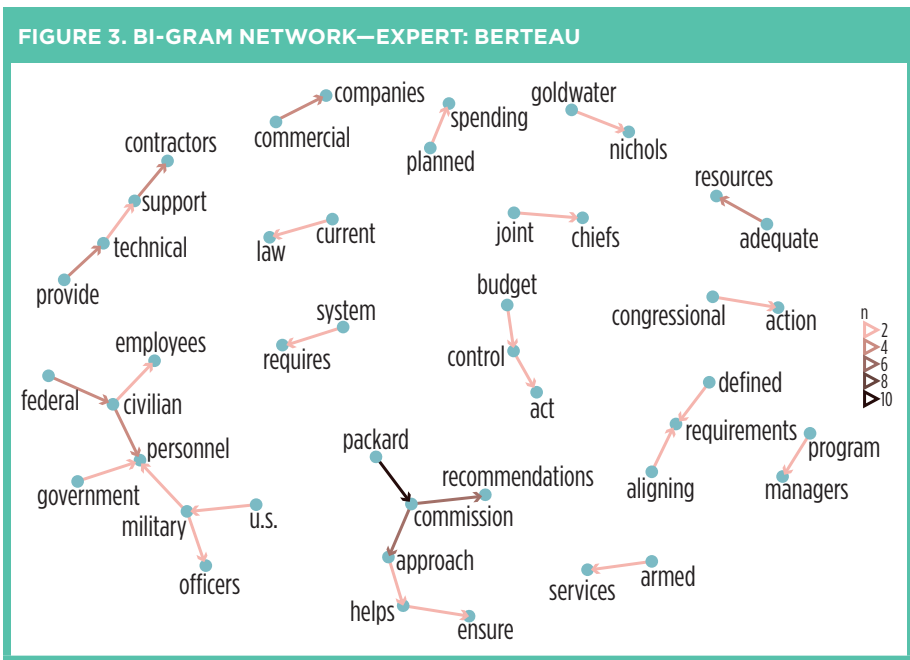 FIGURE 3. BI-GRAM NETWORK—EXPERT: BERTEAU
companies
commercial
spending
planned
goldwater
nichols
contractors
support
technical
provide
resources
adequate
law
current
joint
chiefs
budget
control
act
system
requires
congressional
action
n
2
4
6
8
10
employees
federal
civilian
personnel
government
military
u.s.
officers
defined
requirements
aligning
program
managers
packard
recommendations
commission
approach
helps
ensure
services
armed